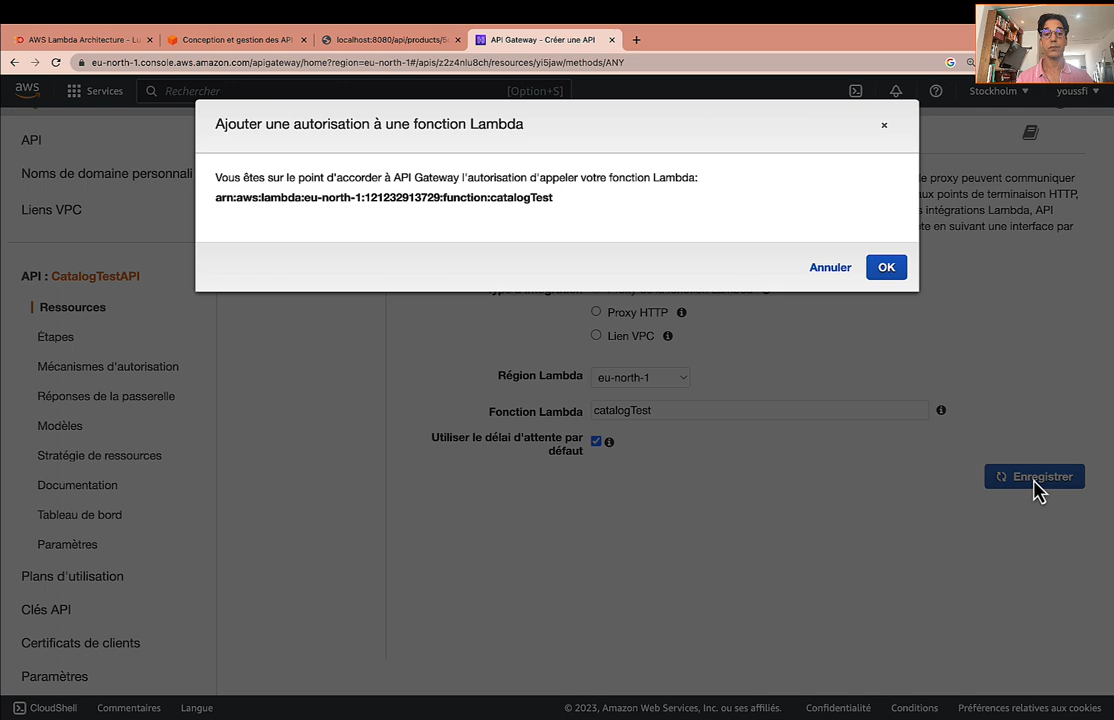 AWS Lambda Architecture - Lu
Conception et gestion des API
localhost:8080/api/products/5
API Gateway - Créer une API
eu-north-1.console.aws.amazon.com/apigateway/home?region=eu-north-1#/apis/z2z4nlu8ch/resources/yi5jaw/methods/ANY
aws
Services
Rechercher
[Option+S]
Stockholm
youssfi
Ajouter une autorisation à une fonction Lambda
Vous êtes sur le point d'accorder à API Gateway l'autorisation d'appeler votre fonction Lambda:
arn:aws:lambda:eu-north-1:121232913729:function:catalogTest
Annuler
OK
API
Noms de domaine personnali
Liens VPC
API : CatalogTestAPI
Ressources
Étapes
Mécanismes d'autorisation
Réponses de la passerelle
Modèles
Stratégie de ressources
Documentation
Tableau de bord
Paramètres
Plans d'utilisation
Clés API
Certificats de clients
Paramètres
le proxy peuvent communiquer
aux points de terminaison HTTP,
s intégrations Lambda, API
te en suivant une interface par
Proxy HTTP
Lien VPC
Région Lambda
eu-north-1
Fonction Lambda
catalogTest
Utiliser le délai d'attente par
défaut
Enregistrer
CloudShell
Commentaires
Langue
© 2023, Amazon Web Services, Inc. ou ses affiliés.
Confidentialité
Conditions
Préférences relatives aux cookies